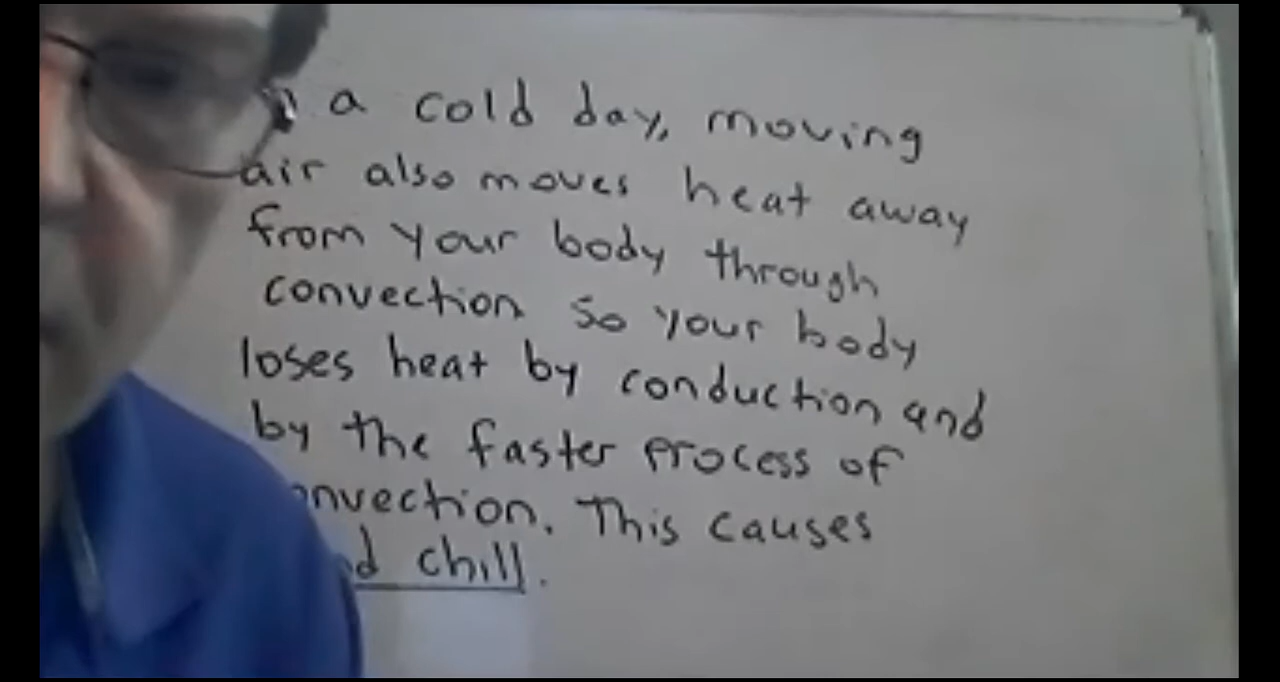 a cold day, moving
air also moves heat away
from your body through
convection so your body
loses heat by conduction and
by the faster process of
nvection. This causes
d chill.